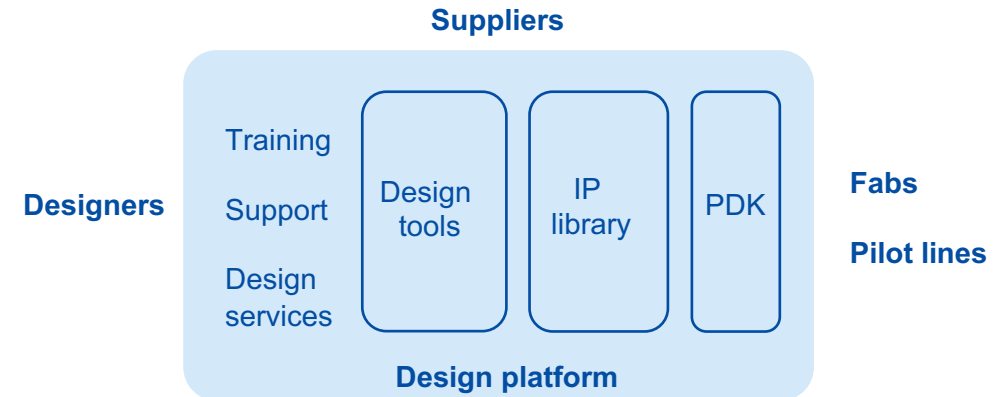 Suppliers
Designers
Training
Support
Design
services
Design
tools
IP
library
PDK
Fabs
Pilot lines
Design platform